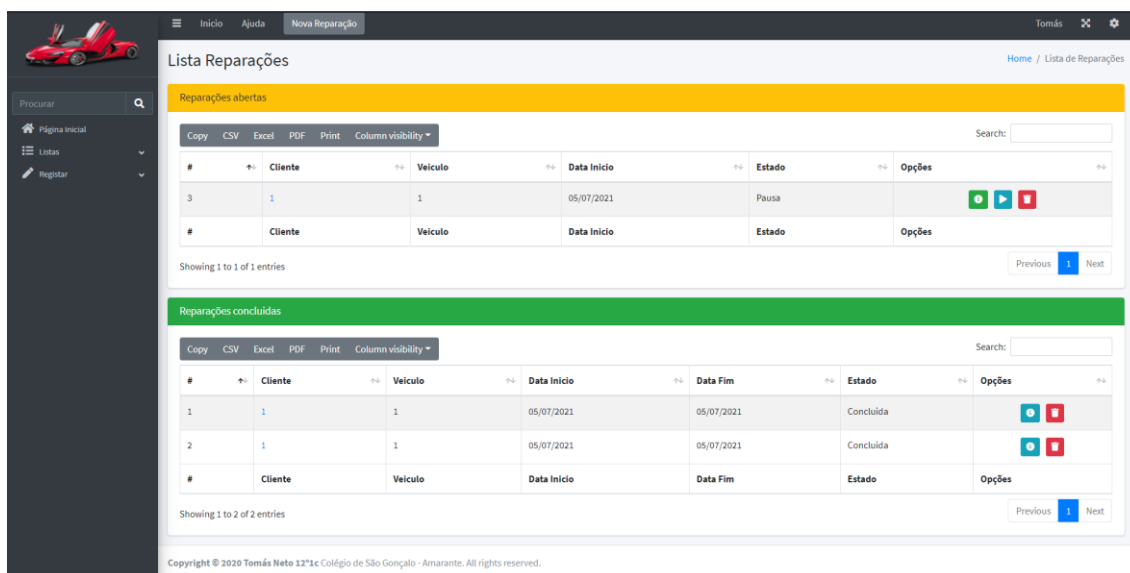 Inicio Ajuda Nova Reparação Tomás
Lista Reparações Home / Lista de Reparações
Procurar
Página Inicial
Listas
Registar
Reparações abertas
Copy CSV Excel PDF Print Column visibility Search:
# Cliente Veiculo Data Inicio Estado Opções
3 1 1 05/07/2021 Pausa
# Cliente Veiculo Data Inicio Estado Opções
Showing 1 to 1 of 1 entries Previous 1 Next
Reparações concluidas
Copy CSV Excel PDF Print Column visibility Search:
# Cliente Veiculo Data Inicio Data Fim Estado Opções
1 1 1 05/07/2021 05/07/2021 Concluida
2 1 1 05/07/2021 05/07/2021 Concluida
# Cliente Veiculo Data Inicio Data Fim Estado Opções
Showing 1 to 2 of 2 entries Previous 1 Next
Copyright © 2020 Tomás Neto 12º1c Colégio de São Gonçalo - Amarante. All rights reserved.